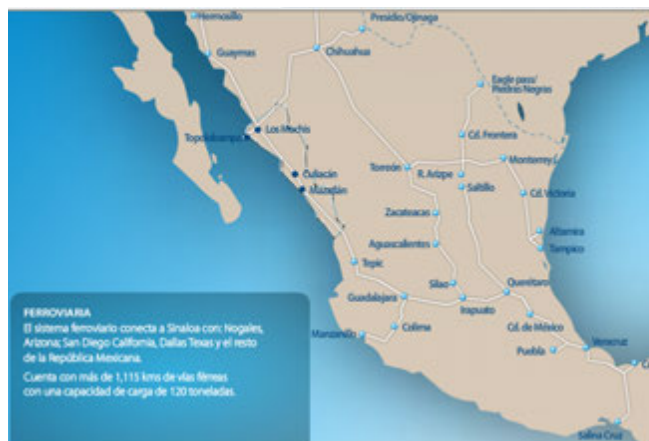 Hermosillo
Presidio/Ojinaga
Guaymas
Chihuahua
Eagle pass/
Piedras Negras
Los Mochis
Topolobampo
Cd. Frontera
Monterrey
Torreón
R. Arizpe
Culiacán
Saltillo
Mazatlán
Cd. Victoria
Zacatecas
Altamira
Aguascalientes
Tampico
Tepic
Silao
Querétaro
Guadalajara
Irapuato
Manzanillo
Colima
Cd. de México
Veracruz
Puebla
Salina Cruz
FERROVIARIA
El sistema ferroviario conecta a Sinaloa con: Nogales,
Arizona; San Diego California, Dallas Texas y el resto
de la República Mexicana.
Cuenta con más de 1,115 kms de vías férreas
con una capacidad de carga de 120 toneladas.